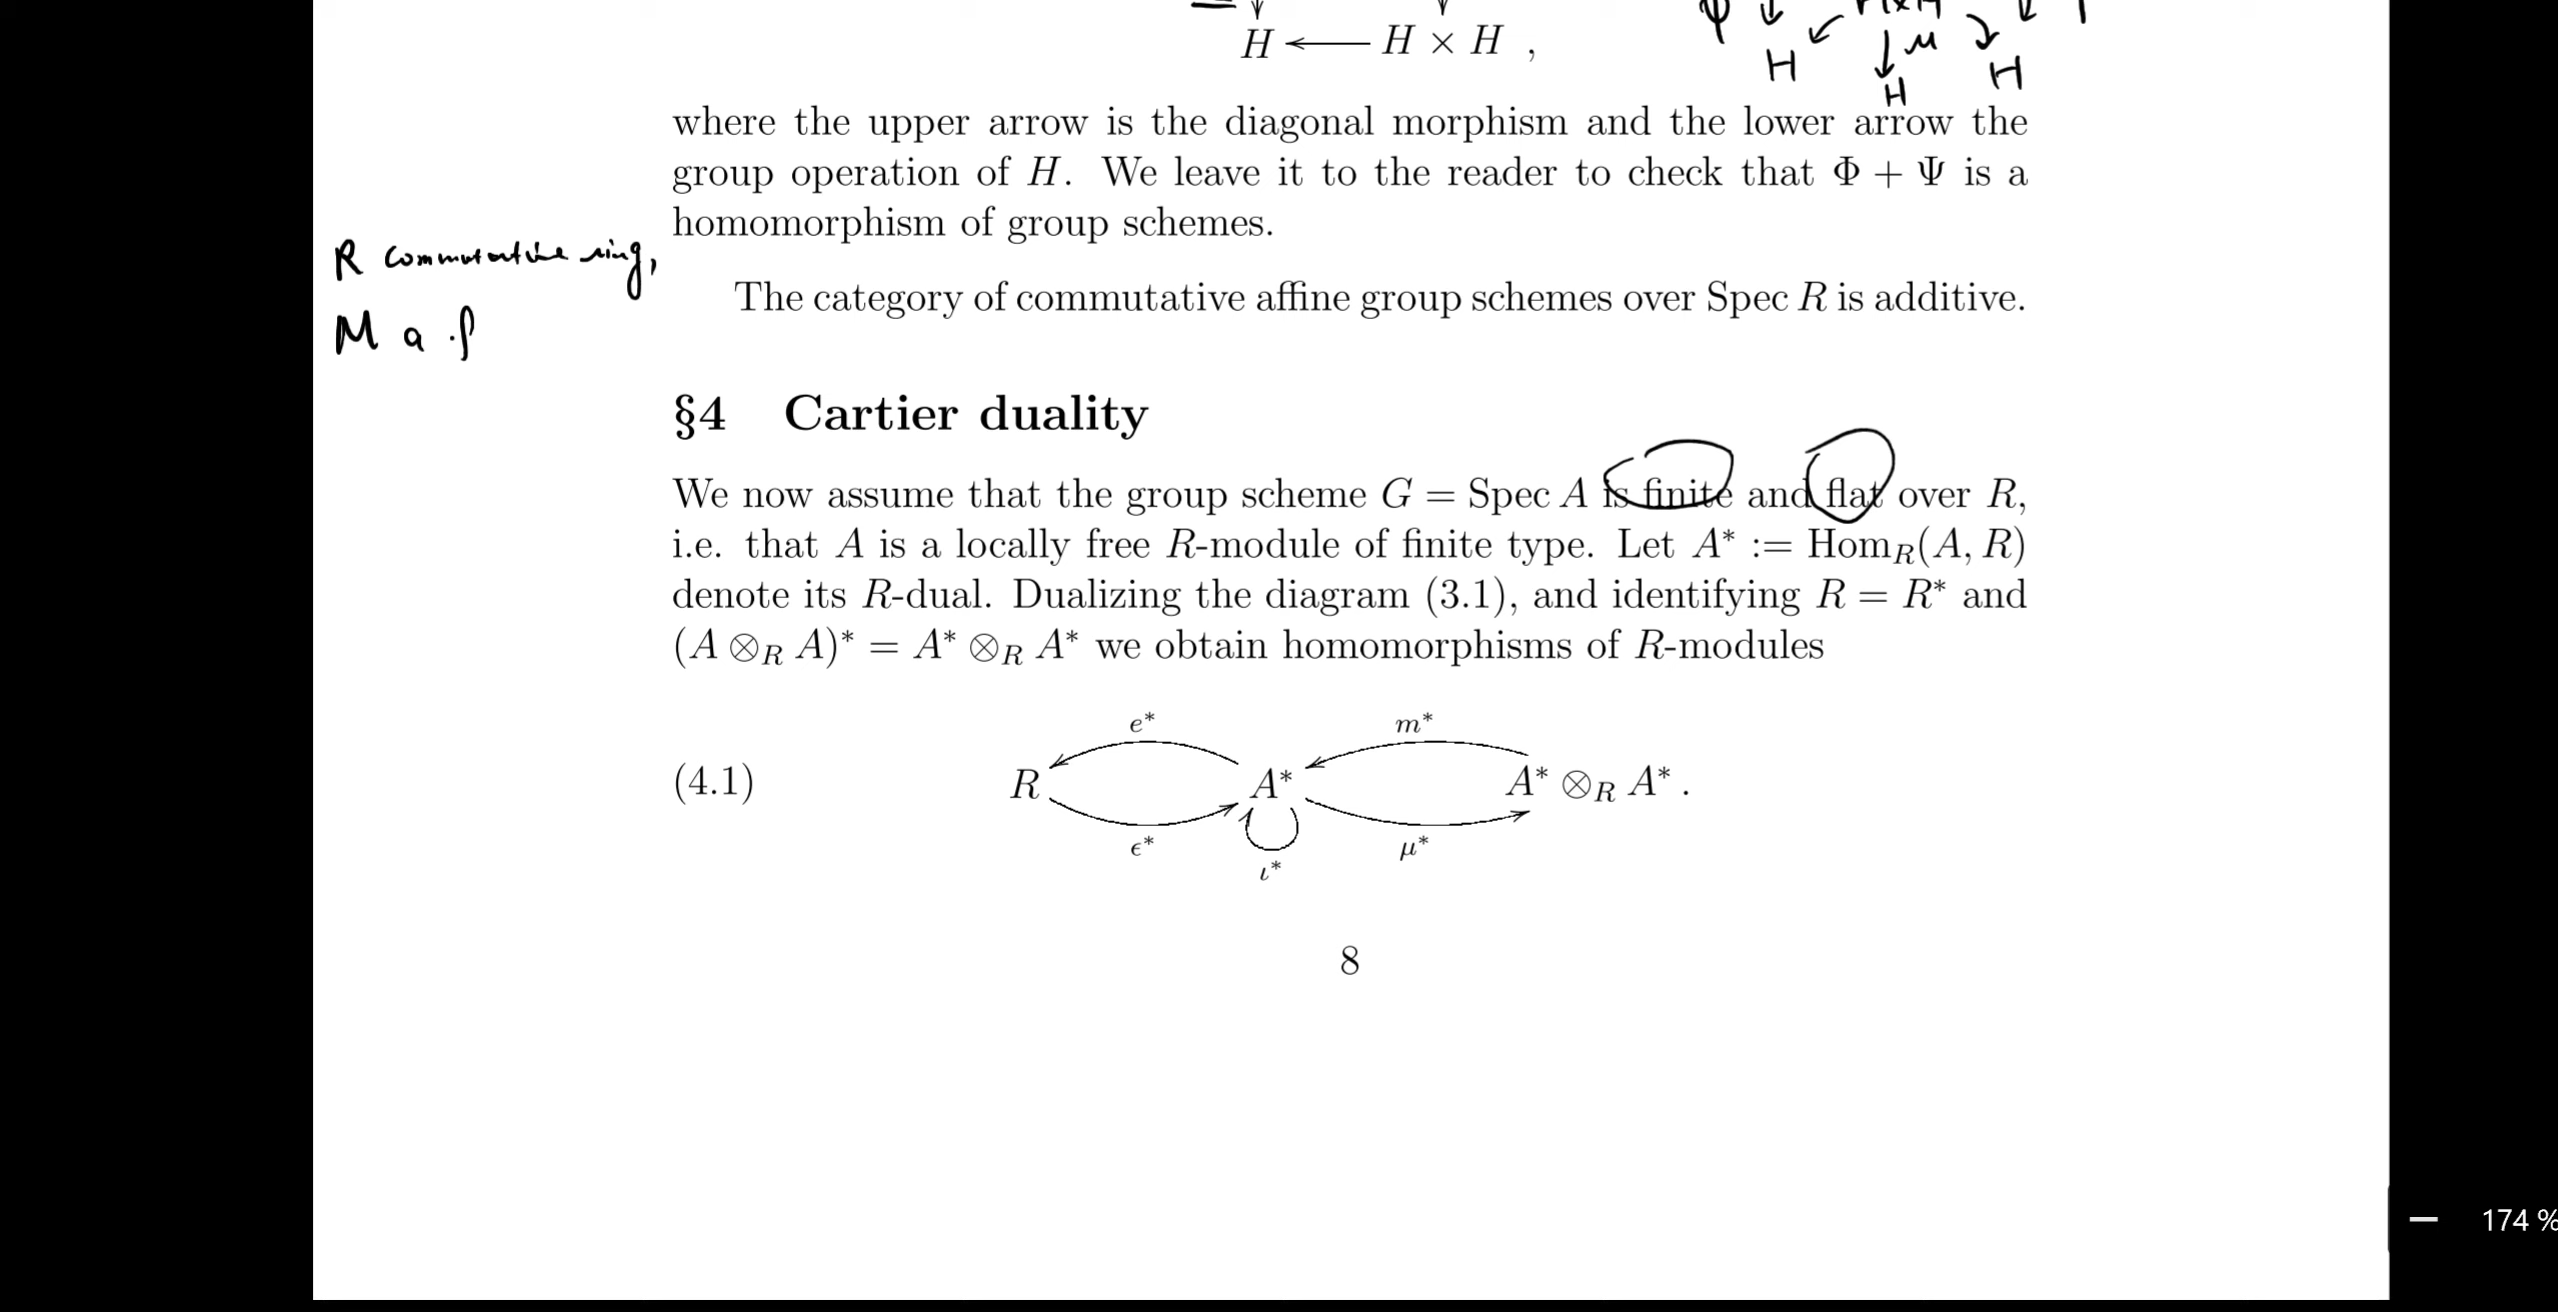 H ← H × H ,
Ψ
H μ H
H
where the upper arrow is the diagonal morphism and the lower arrow the
group operation of H. We leave it to the reader to check that Φ + Ψ is a
homomorphism of group schemes.
R commutative ring,
The category of commutative affine group schemes over Spec R is additive.
M a f
§4 Cartier duality
We now assume that the group scheme G = Spec A is finite and flat over R,
i.e. that A is a locally free R-module of finite type. Let A* := Hom_R(A, R)
denote its R-dual. Dualizing the diagram (3.1), and identifying R = R* and
(A ⊗_R A)* = A* ⊗_R A* we obtain homomorphisms of R-modules
e* m*
(4.1) R A* A* ⊗_R A* .
ϵ* μ*
ι*
8
174 %